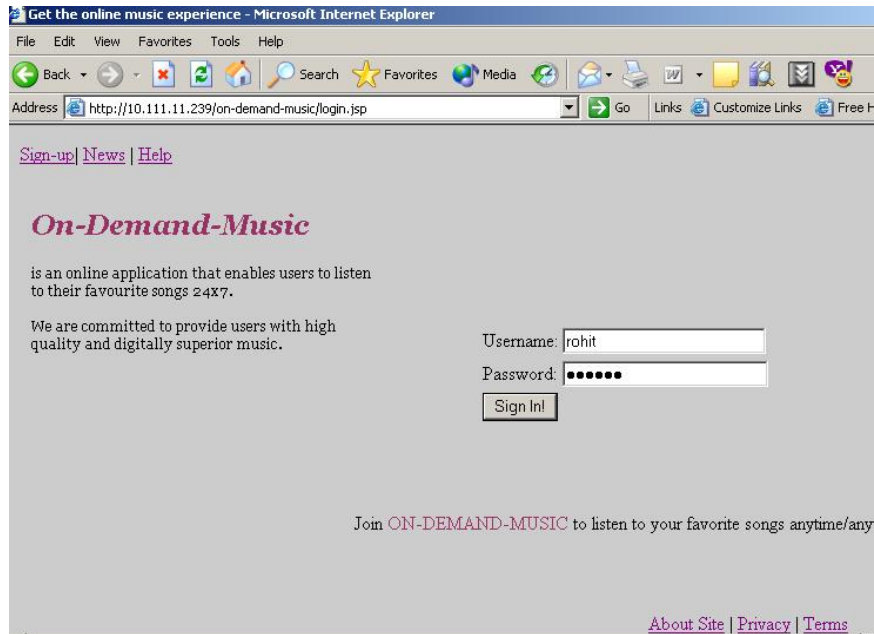 Get the online music experience - Microsoft Internet Explorer
File Edit View Favorites Tools Help
Back Search Favorites Media
Address http://10.111.11.239/on-demand-music/login.jsp Go Links Customize Links Free
Sign-up| News | Help
On-Demand-Music
is an online application that enables users to listen
to their favourite songs 24x7.
We are committed to provide users with high
quality and digitally superior music.
Username: rohit
Password: ●●●●●●
Sign In!
Join ON-DEMAND-MUSIC to listen to your favorite songs anytime/any
About Site | Privacy | Terms